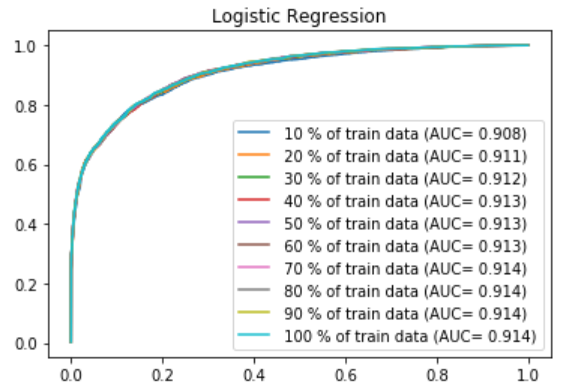 Logistic Regression
1.0
0.8
0.6
0.4
0.2
0.0
10 % of train data (AUC= 0.908)
20 % of train data (AUC= 0.911)
30 % of train data (AUC= 0.912)
40 % of train data (AUC= 0.913)
50 % of train data (AUC= 0.913)
60 % of train data (AUC= 0.913)
70 % of train data (AUC= 0.914)
80 % of train data (AUC= 0.914)
90 % of train data (AUC= 0.914)
100 % of train data (AUC= 0.914)
0.0 0.2 0.4 0.6 0.8 1.0